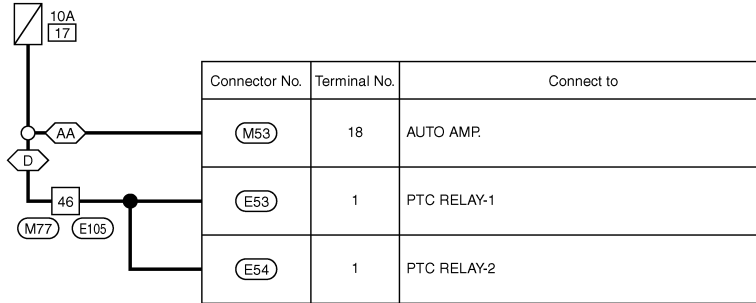 10A
17
Connector No. Terminal No. Connect to
AA M53 18 AUTO AMP.
D
46 E53 1 PTC RELAY-1
M77 E105
E54 1 PTC RELAY-2